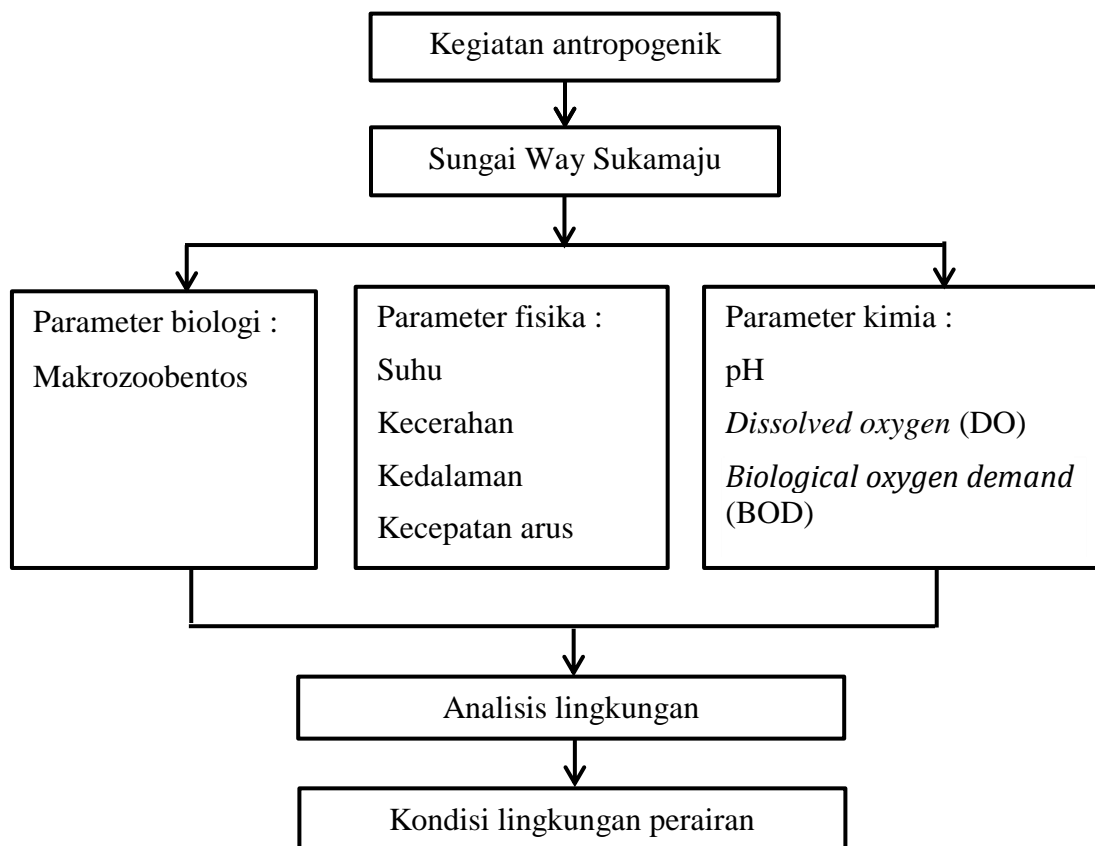 Kegiatan antropogenik
Sungai Way Sukamaju
Parameter biologi :
Makrozoobentos
Parameter fisika :
Suhu
Kecerahan
Kedalaman
Kecepatan arus
Parameter kimia :
pH
Dissolved oxygen (DO)
Biological oxygen demand
(BOD)
Analisis lingkungan
Kondisi lingkungan perairan